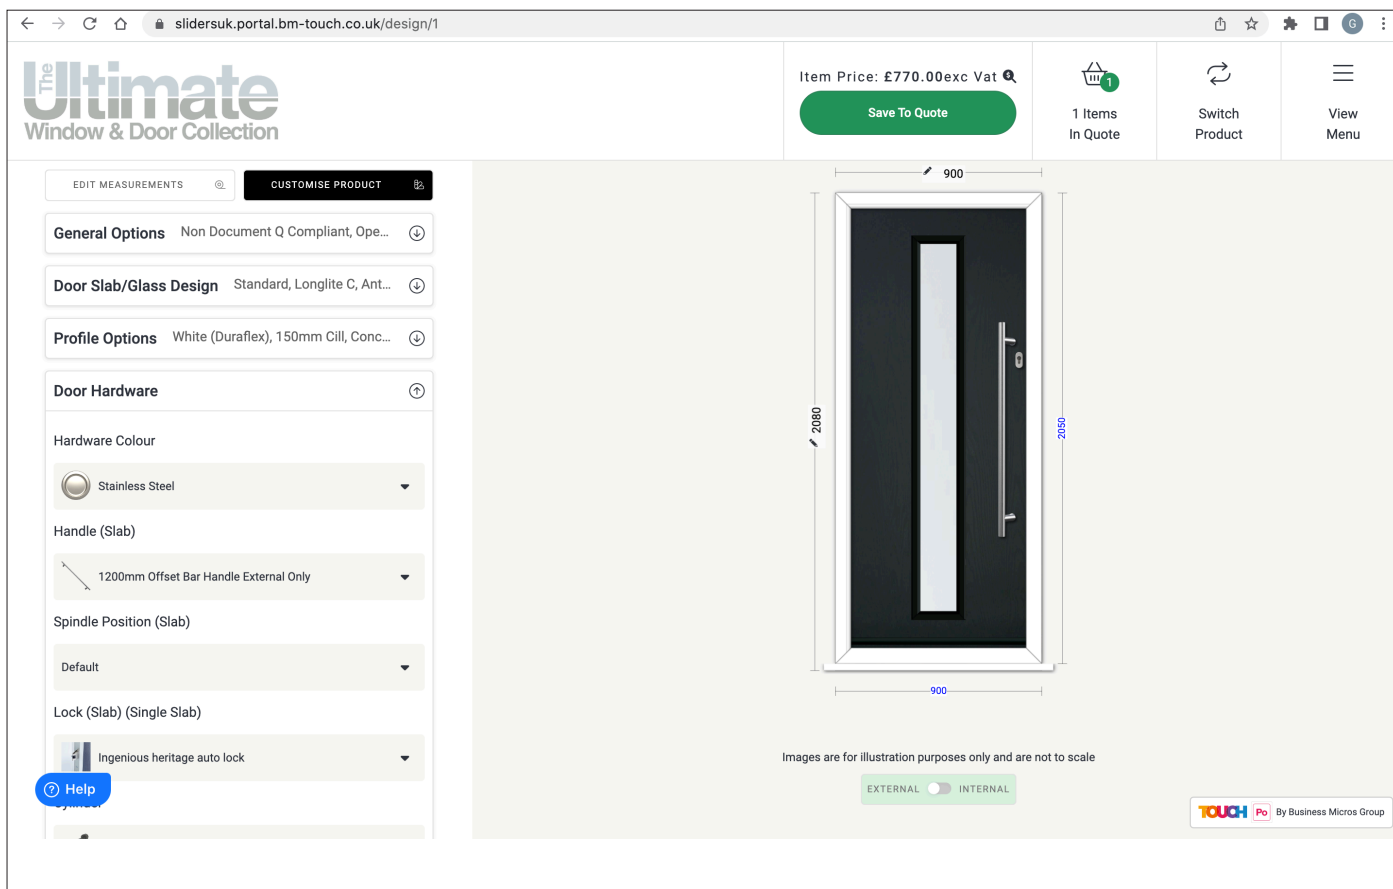 slidersuk.portal.bm-touch.co.uk/design/1
G
The
Ultimate
Window & Door Collection
Item Price: £770.00exc Vat
Save To Quote
1
1 Items
In Quote
Switch
Product
View
Menu
EDIT MEASUREMENTS
CUSTOMISE PRODUCT
General Options Non Document Q Compliant, Ope...
Door Slab/Glass Design Standard, Longlite C, Ant...
Profile Options White (Duraflex), 150mm Cill, Conc...
Door Hardware
Hardware Colour
Stainless Steel
Handle (Slab)
1200mm Offset Bar Handle External Only
Spindle Position (Slab)
Default
Lock (Slab) (Single Slab)
Ingenious heritage auto lock
Help
Cylinder
900
2080
2050
900
Images are for illustration purposes only and are not to scale
EXTERNAL INTERNAL
TOUCH Po By Business Micros Group